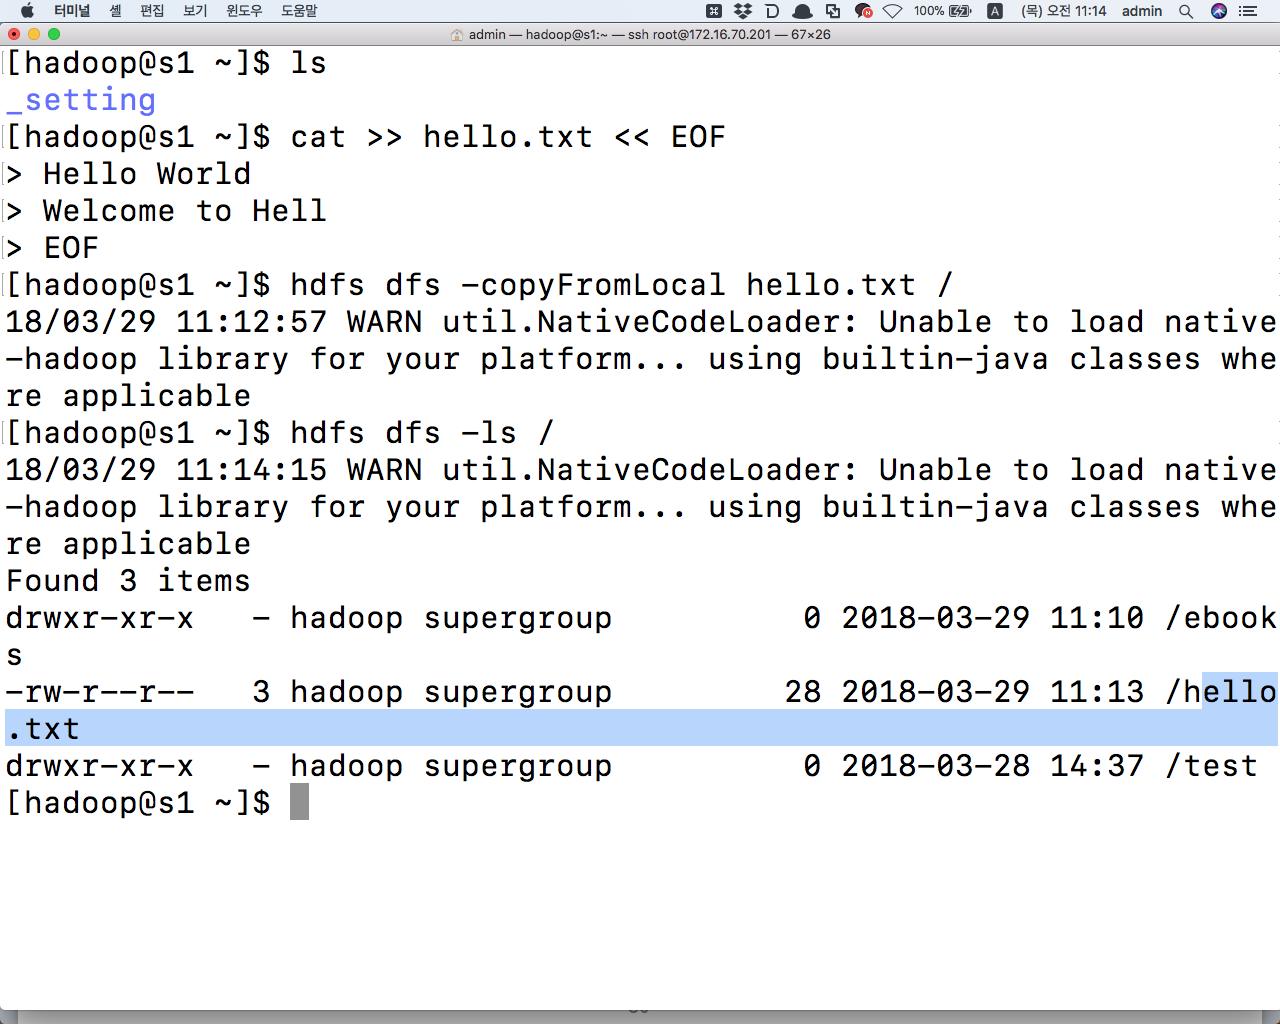 터미널 셸 편집 보기 윈도우 도움말 100% A (목) 오전 11:14 admin
admin — hadoop@s1:~ — ssh root@172.16.70.201 — 67×26
[hadoop@s1 ~]$ ls
_setting
[hadoop@s1 ~]$ cat >> hello.txt << EOF
> Hello World
> Welcome to Hell
> EOF
[hadoop@s1 ~]$ hdfs dfs -copyFromLocal hello.txt /
18/03/29 11:12:57 WARN util.NativeCodeLoader: Unable to load native
-hadoop library for your platform... using builtin-java classes whe
re applicable
[hadoop@s1 ~]$ hdfs dfs -ls /
18/03/29 11:14:15 WARN util.NativeCodeLoader: Unable to load native
-hadoop library for your platform... using builtin-java classes whe
re applicable
Found 3 items
drwxr-xr-x   - hadoop supergroup          0 2018-03-29 11:10 /ebook
s
-rw-r--r--   3 hadoop supergroup         28 2018-03-29 11:13 /hello
.txt
drwxr-xr-x   - hadoop supergroup          0 2018-03-28 14:37 /test
[hadoop@s1 ~]$